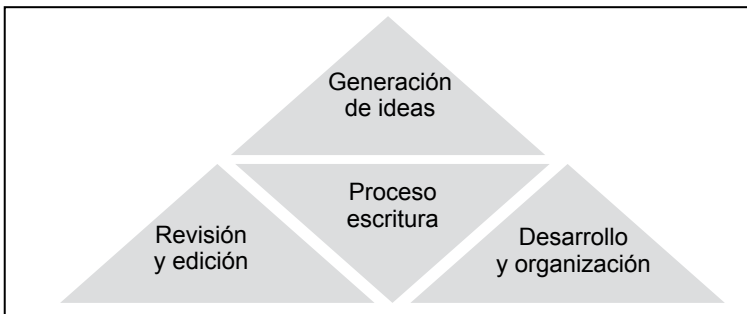 Generación
de ideas
Proceso
escritura
Revisión
y edición
Desarrollo
y organización